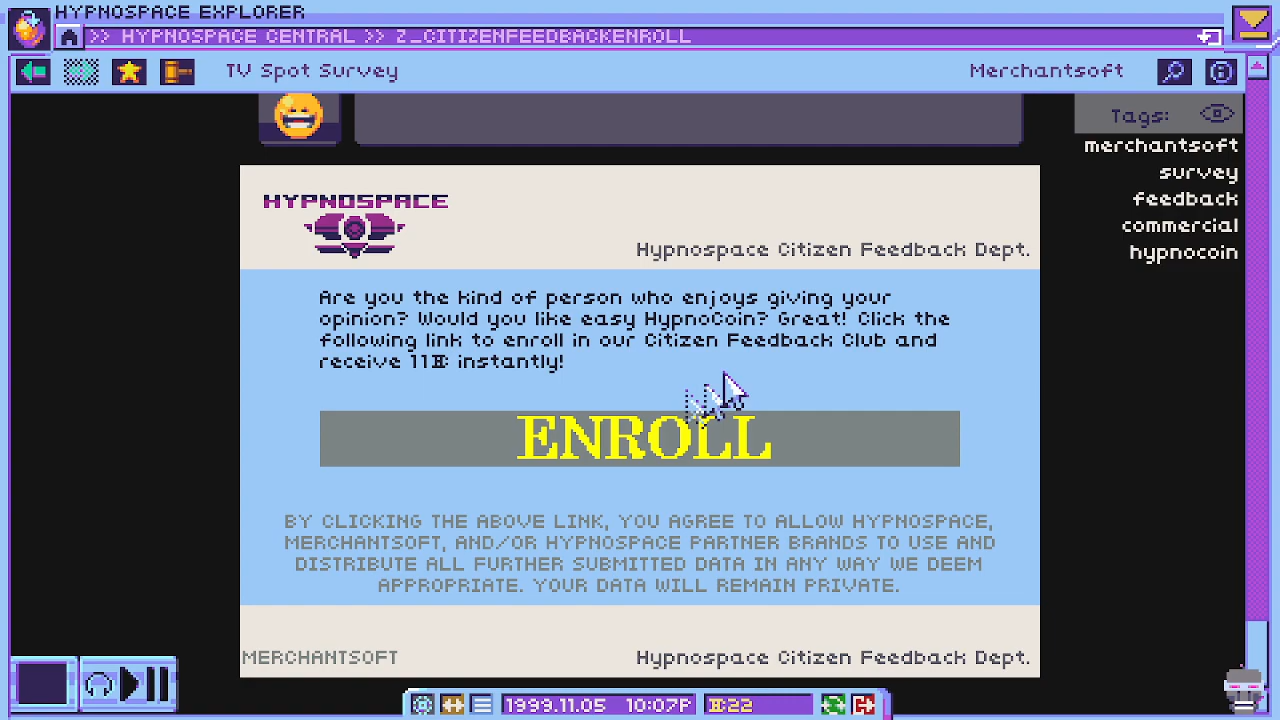 HYPNOSPACE EXPLORER
>> HYPNOSPACE CENTRAL >> Z_CITIZENFEEDBACKENROLL
TV Spot Survey
Merchantsoft
Tags:
merchantsoft
survey
feedback
commercial
hypnocoin
HYPNOSPACE
Hypnospace Citizen Feedback Dept.
Are you the kind of person who enjoys giving your
opinion? Would you like easy HypnoCoin? Great! Click the
following link to enroll in our Citizen Feedback Club and
receive 11 instantly!
ENROLL
BY CLICKING THE ABOVE LINK, YOU AGREE TO ALLOW HYPNOSPACE,
MERCHANTSOFT, AND/OR HYPNOSPACE PARTNER BRANDS TO USE AND
DISTRIBUTE ALL FURTHER SUBMITTED DATA IN ANY WAY WE DEEM
APPROPRIATE. YOUR DATA WILL REMAIN PRIVATE.
MERCHANTSOFT
Hypnospace Citizen Feedback Dept.
1999.11.05 10:07P
:22